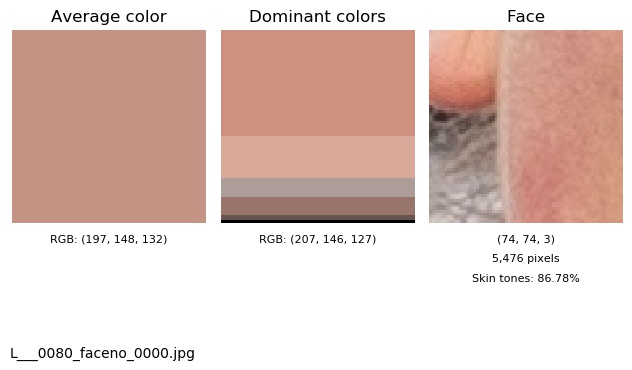 Average color
Dominant colors
Face
RGB: (197, 148, 132)
RGB: (207, 146, 127)
(74, 74, 3)
5,476 pixels
Skin tones: 86.78%
L___0080_faceno_0000.jpg